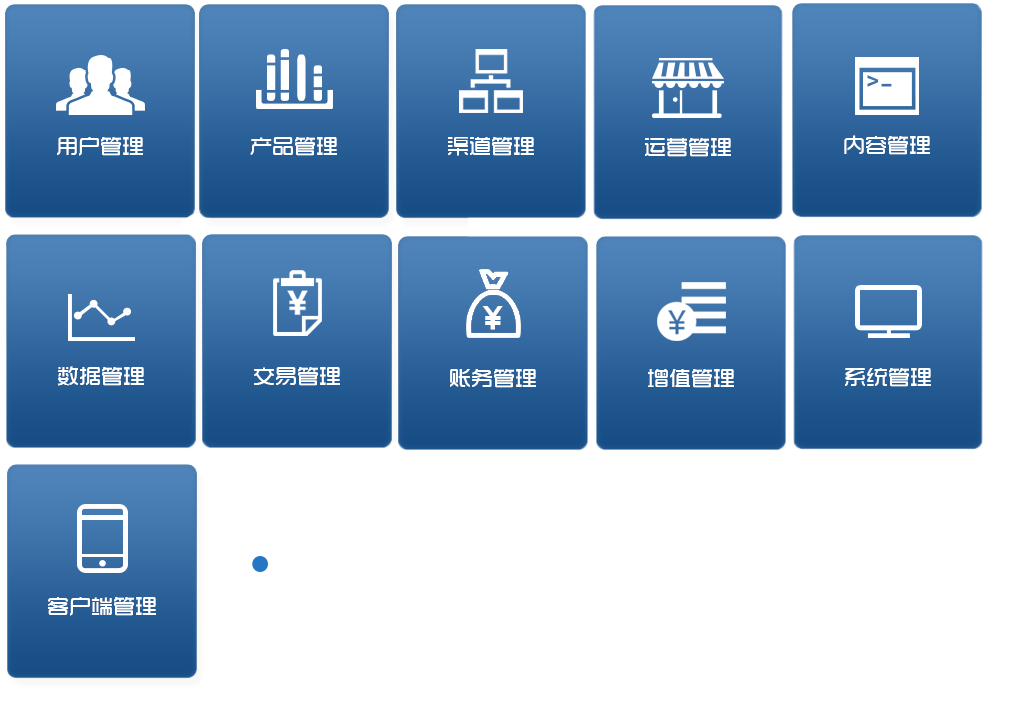 用户管理
产品管理
渠道管理
运营管理
内容管理
数据管理
交易管理
¥
账务管理
¥
增值管理
¥
系统管理
客户端管理